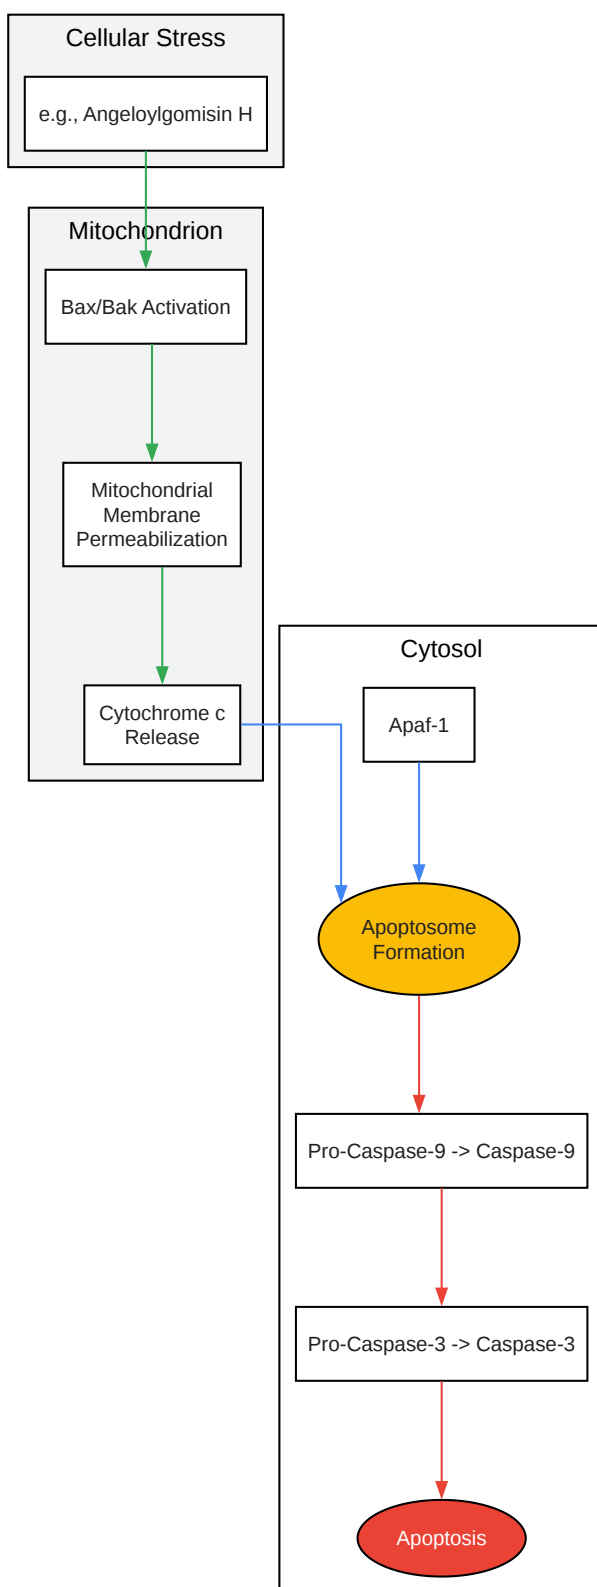 Cellular Stress
e.g., Angeloylgomisin H
Mitochondrion
Bax/Bak Activation
Mitochondrial
Membrane
Permeabilization
Cytochrome c
Release
Cytosol
Apaf-1
Apoptosome
Formation
Pro-Caspase-9 -> Caspase-9
Pro-Caspase-3 -> Caspase-3
Apoptosis